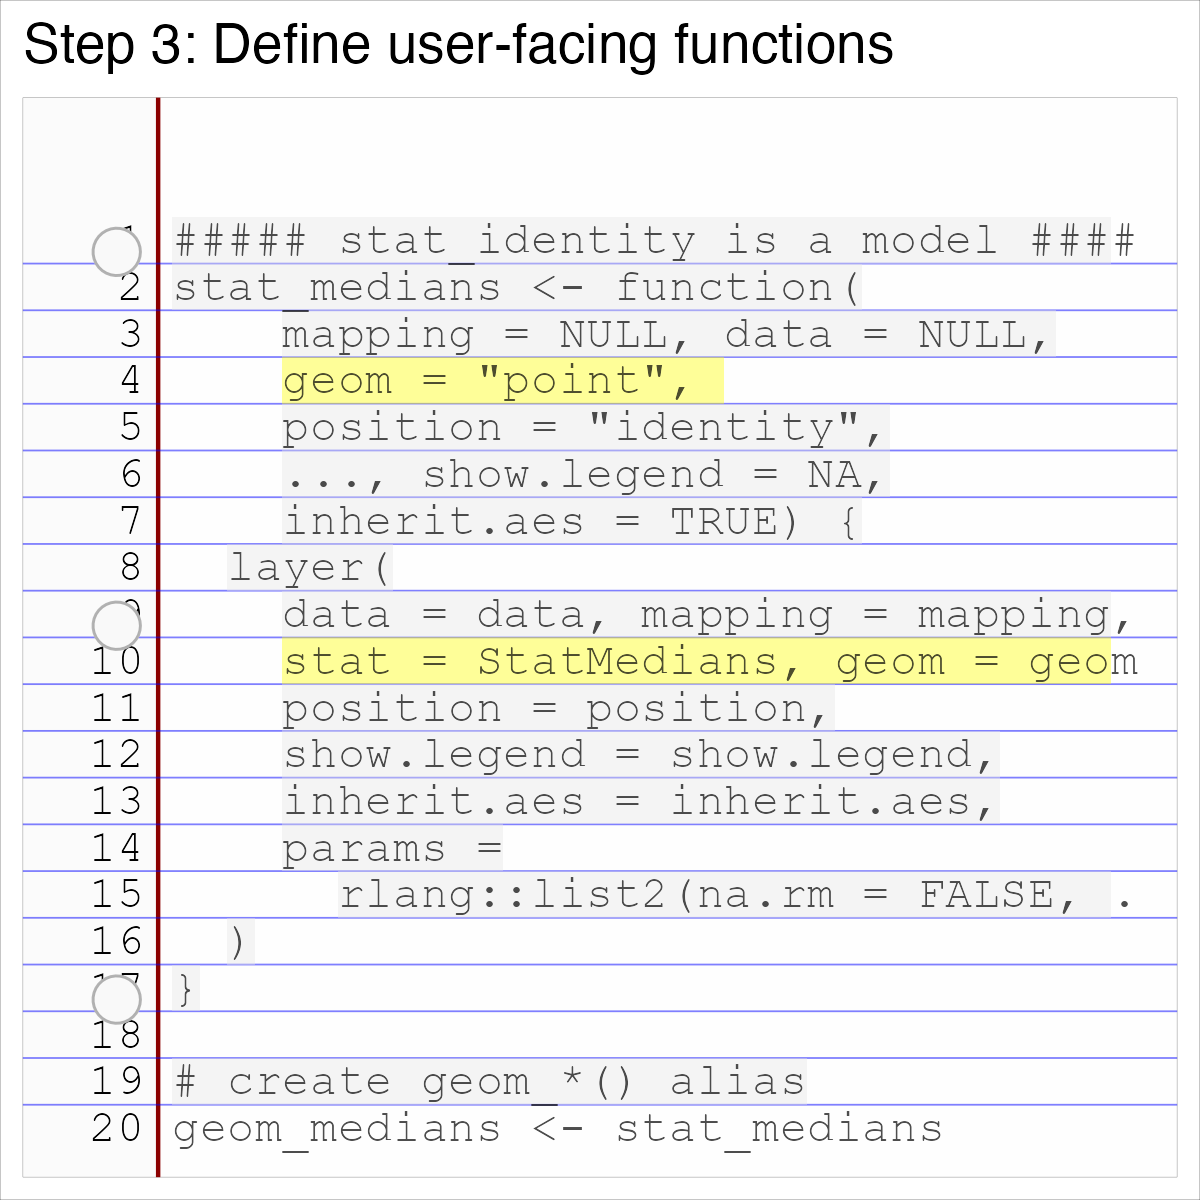 Step 3: Define user-facing functions
##### stat_identity is a model ####
2 stat_medians <- function(
3 mapping = NULL, data = NULL,
4 geom = "point",
5 position = "identity",
6 ..., show.legend = NA,
7 inherit.aes = TRUE) {
8 layer(
data = data, mapping = mapping,
10 stat = StatMedians, geom = geom
11 position = position,
12 show.legend = show.legend,
13 inherit.aes = inherit.aes,
14 params =
15 rlang::list2(na.rm = FALSE, .
16 )
17 }
18
19 # create geom_*() alias
20 geom_medians <- stat_medians